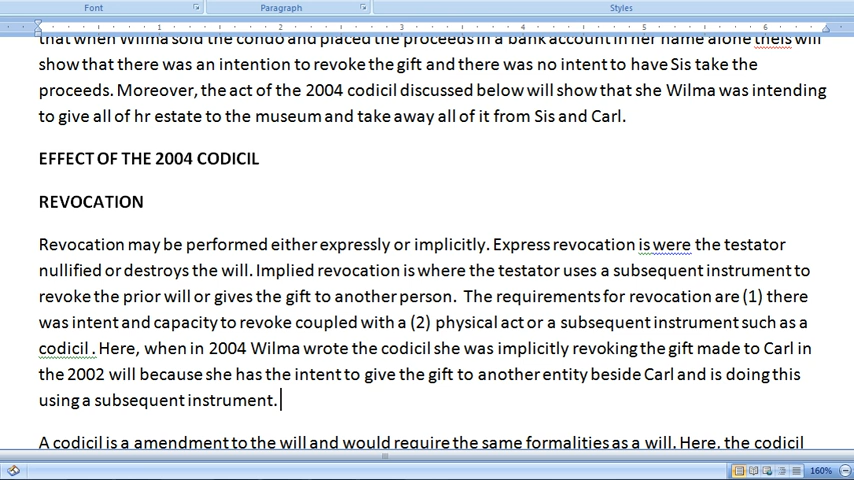 Font
Paragraph
Styles
1 2 3 4 5 6
that when Wilma sold the condo and placed the proceeds in a bank account in her name alone theis will
show that there was an intention to revoke the gift and there was no intent to have Sis take the
proceeds. Moreover, the act of the 2004 codicil discussed below will show that she Wilma was intending
to give all of hr estate to the museum and take away all of it from Sis and Carl.
EFFECT OF THE 2004 CODICIL
REVOCATION
Revocation may be performed either expressly or implicitly. Express revocation is were the testator
nullified or destroys the will. Implied revocation is where the testator uses a subsequent instrument to
revoke the prior will or gives the gift to another person. The requirements for revocation are (1) there
was intent and capacity to revoke coupled with a (2) physical act or a subsequent instrument such as a
codicil . Here, when in 2004 Wilma wrote the codicil she was implicitly revoking the gift made to Carl in
the 2002 will because she has the intent to give the gift to another entity beside Carl and is doing this
using a subsequent instrument.
A codicil is a amendment to the will and would require the same formalities as a will. Here, the codicil
160%